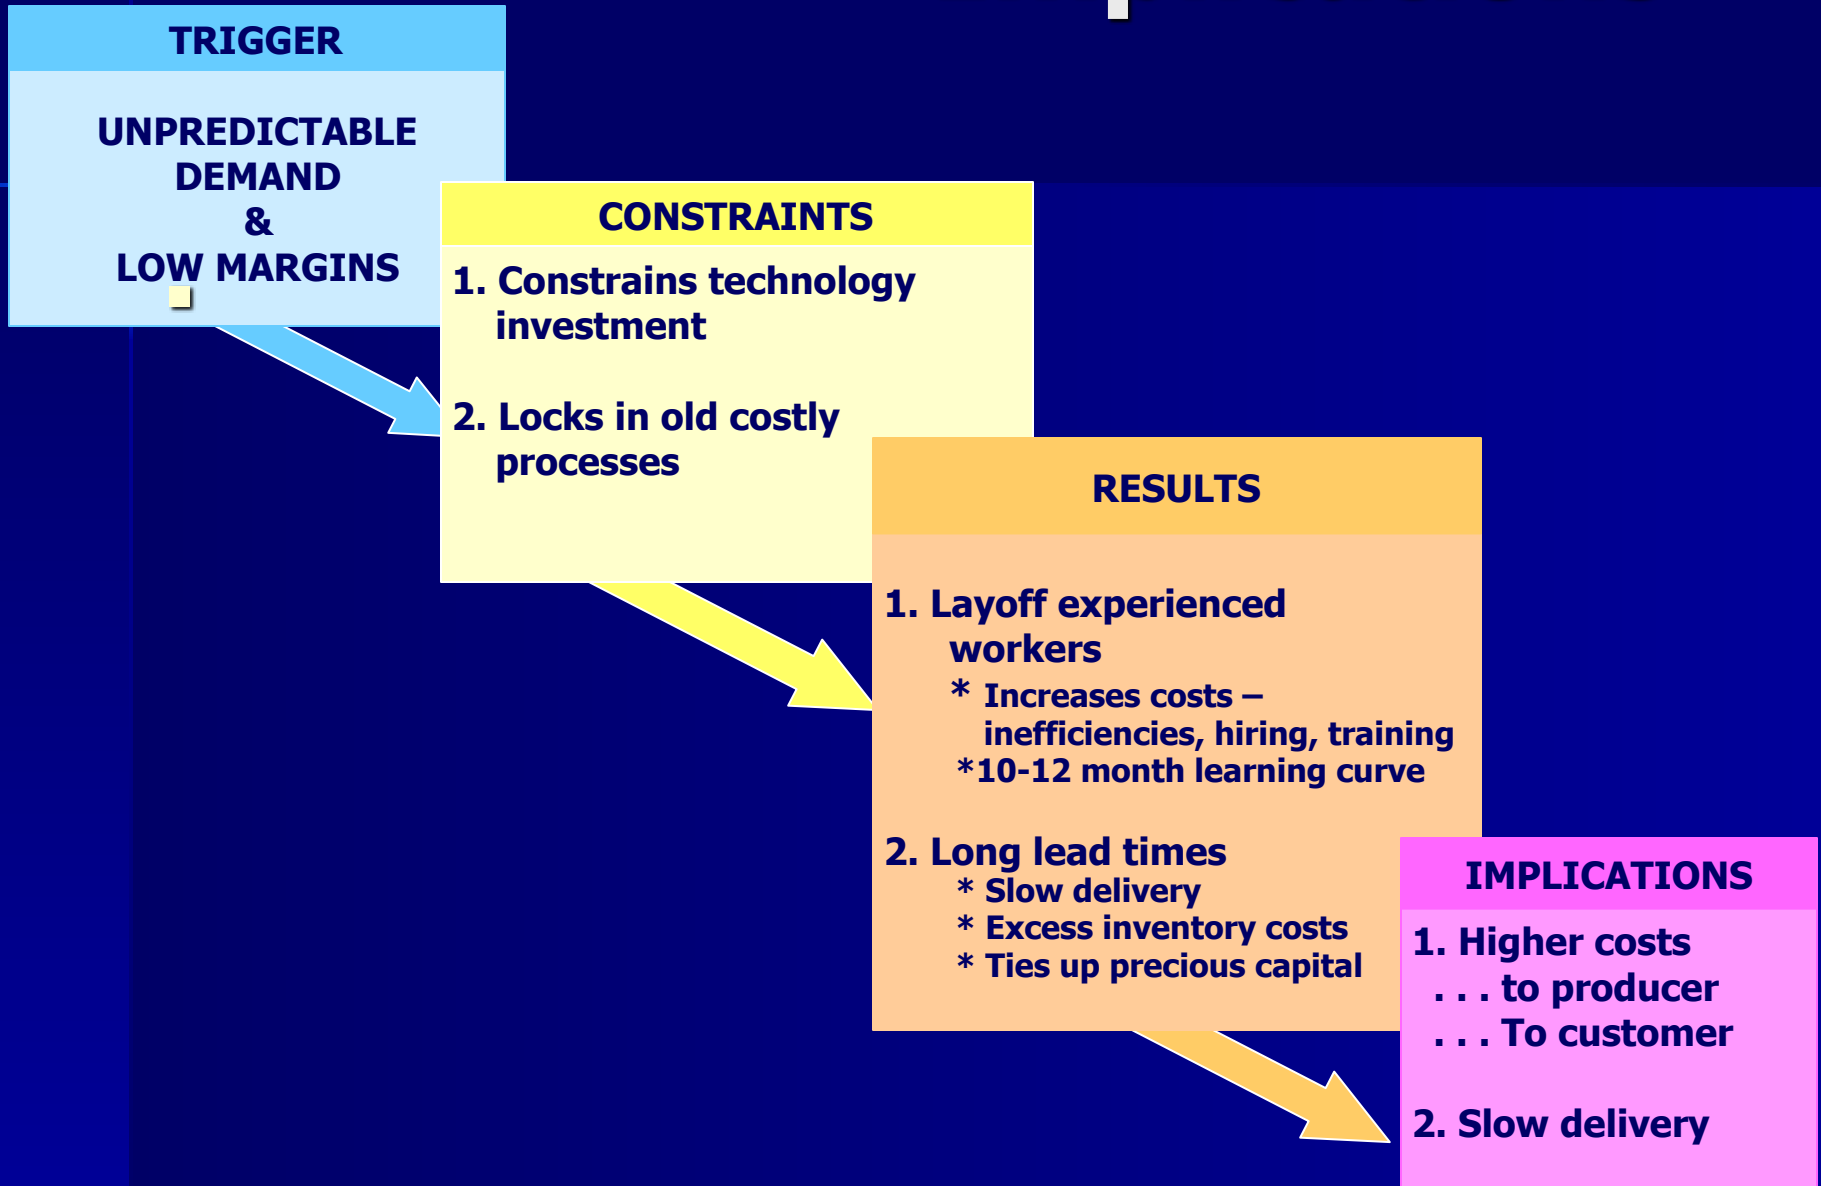 TRIGGER
UNPREDICTABLE
DEMAND
&
LOW MARGINS
CONSTRAINTS
1. Constrains technology
investment
2. Locks in old costly
processes
RESULTS
1. Layoff experienced
workers
* Increases costs –
inefficiencies, hiring, training
*10-12 month learning curve
2. Long lead times
* Slow delivery
* Excess inventory costs
* Ties up precious capital
IMPLICATIONS
1. Higher costs
. . . to producer
. . . To customer
2. Slow delivery